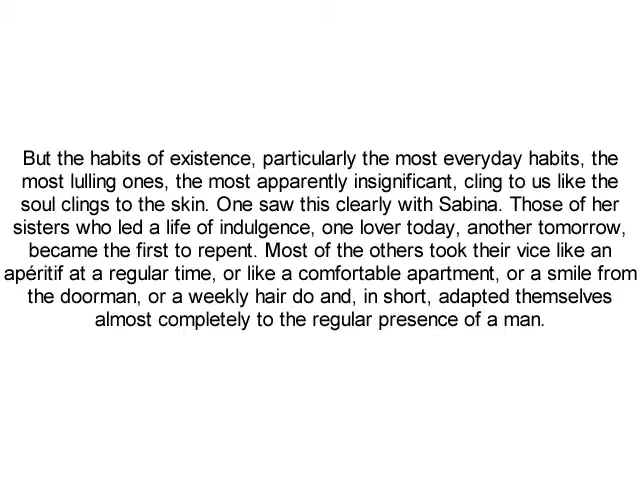 But the habits of existence, particularly the most everyday habits, the
most lulling ones, the most apparently insignificant, cling to us like the
soul clings to the skin. One saw this clearly with Sabina. Those of her
sisters who led a life of indulgence, one lover today, another tomorrow,
became the first to repent. Most of the others took their vice like an
apéritif at a regular time, or like a comfortable apartment, or a smile from
the doorman, or a weekly hair do and, in short, adapted themselves
almost completely to the regular presence of a man.